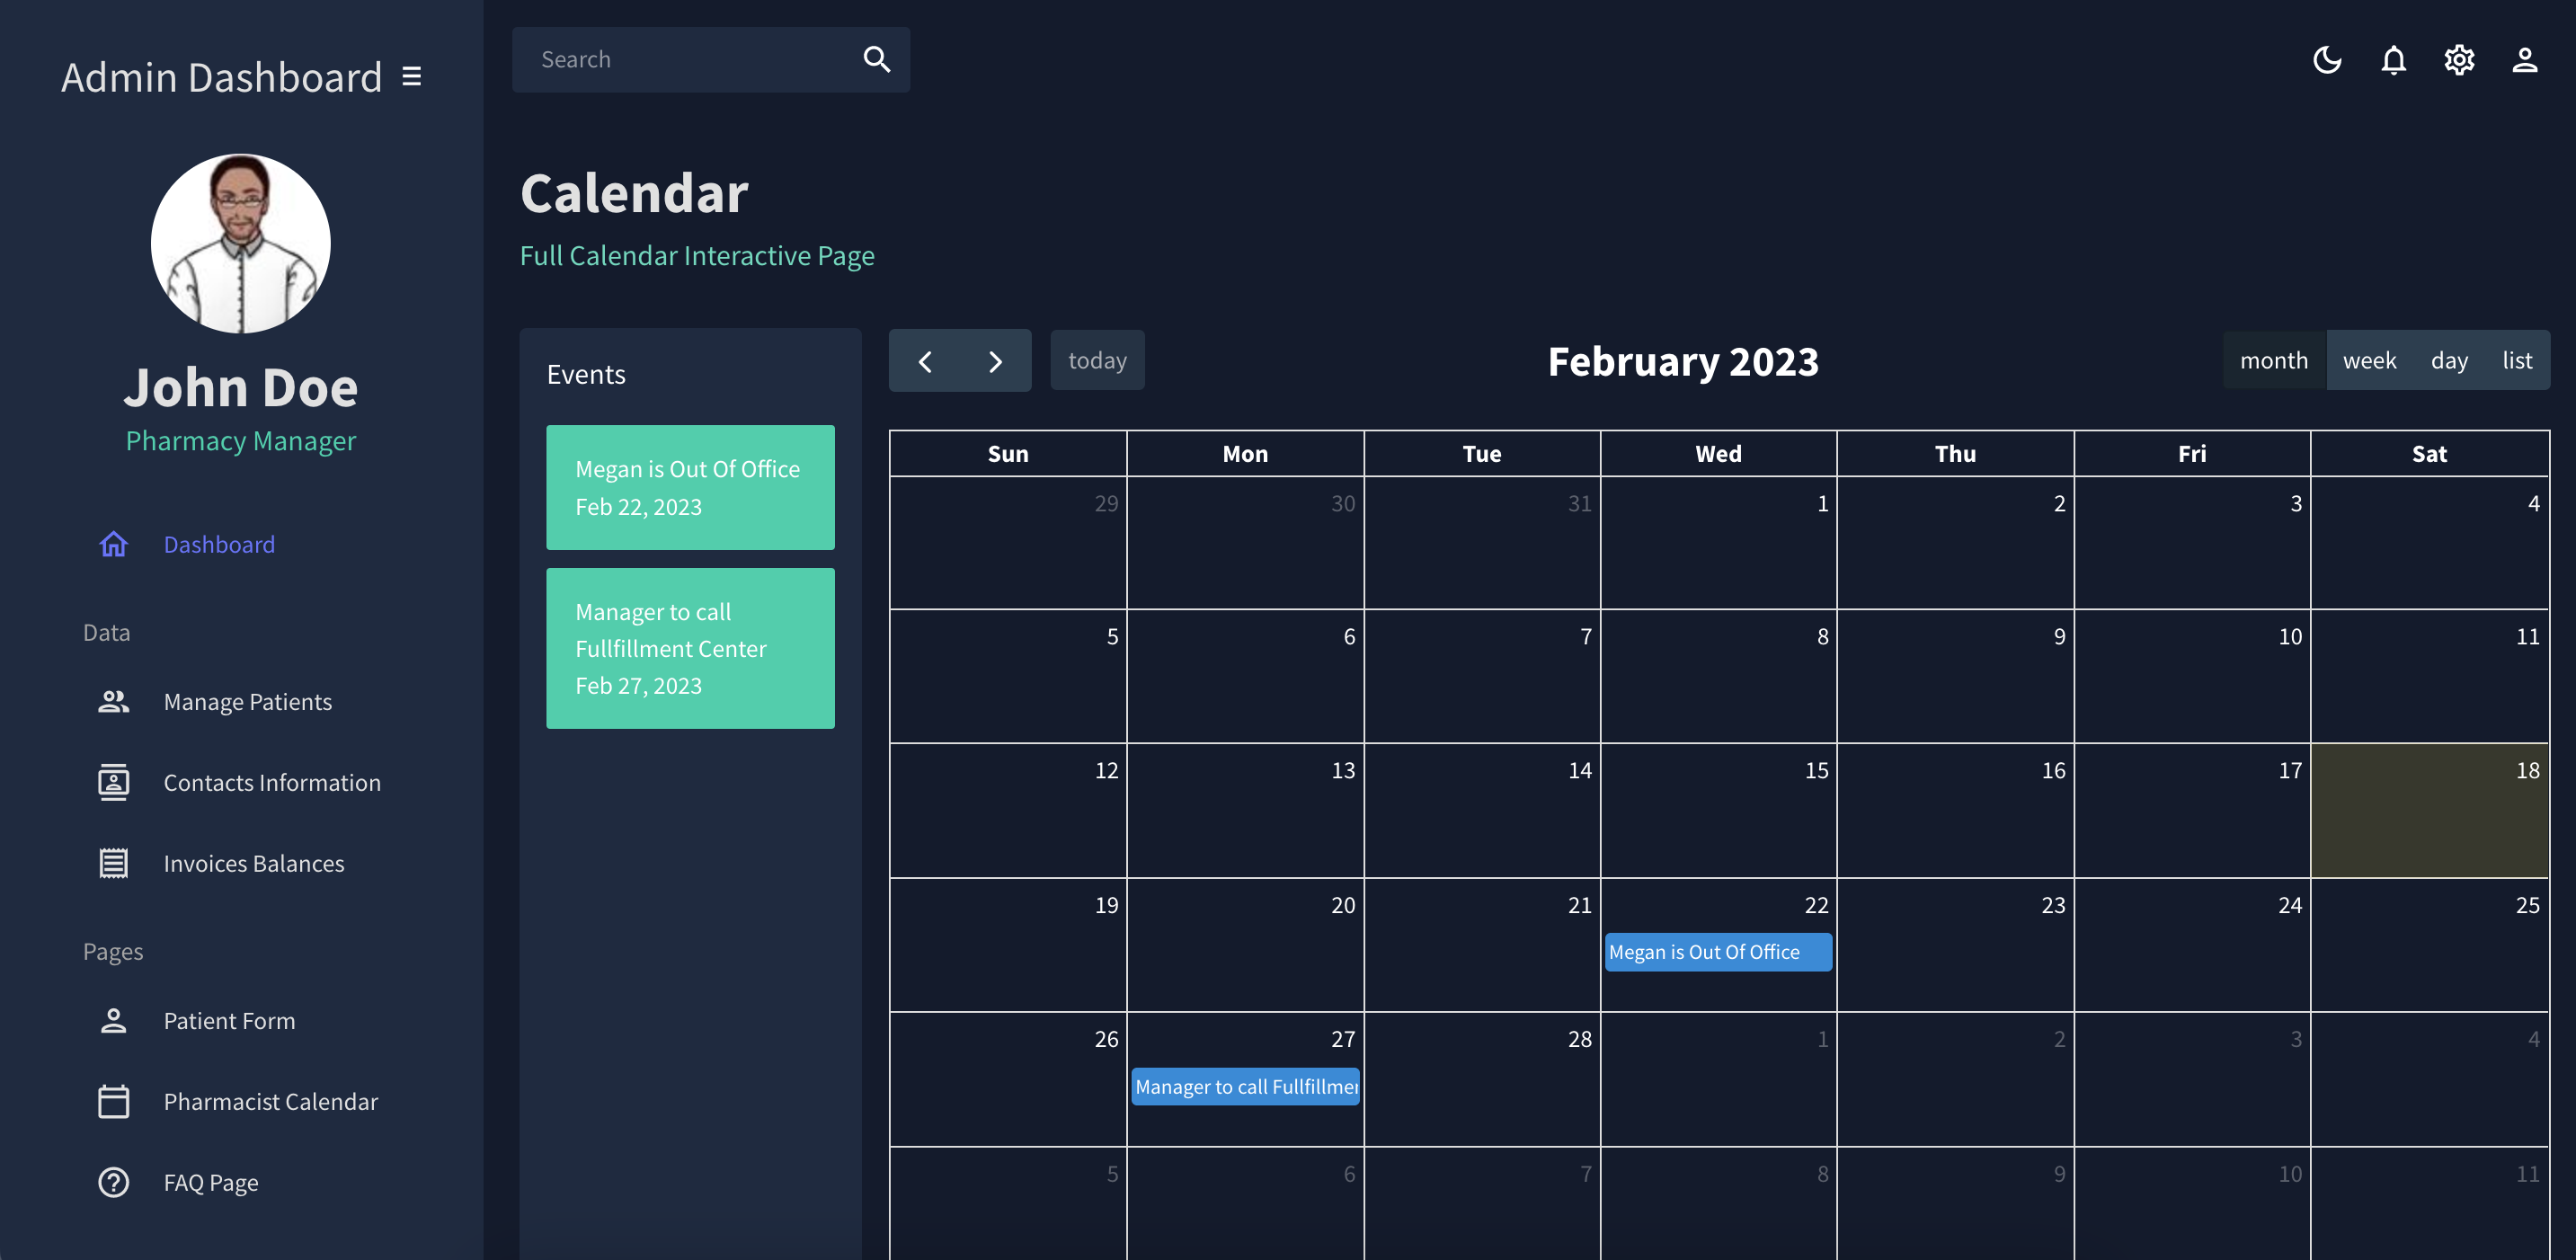 Admin Dashboard
John Doe
Pharmacy Manager
Dashboard
Data
Manage Patients
Contacts Information
Invoices Balances
Pages
Patient Form
Pharmacist Calendar
FAQ Page
Search
Calendar
Full Calendar Interactive Page
Events
Megan is Out Of Office
Feb 22, 2023
Manager to call
Fullfillment Center
Feb 27, 2023
today
February 2023
month week day list
Sun Mon Tue Wed Thu Fri Sat
29 30 31 1 2 3 4
5 6 7 8 9 10 11
12 13 14 15 16 17 18
19 20 21 22 23 24 25
Megan is Out Of Office
26 27 28 1 2 3 4
Manager to call Fullfillmen
5 6 7 8 9 10 11